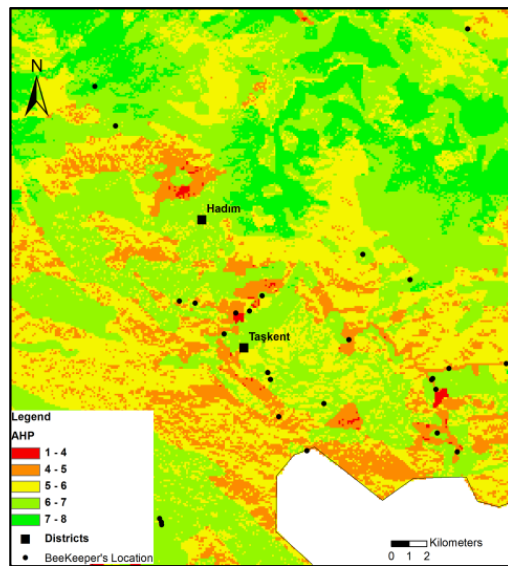 N
Hadım
Taşkent
Legend
AHP
1 - 4
4 - 5
5 - 6
6 - 7
7 - 8
Districts
BeeKeeper's Location
Kilometers
0 1 2